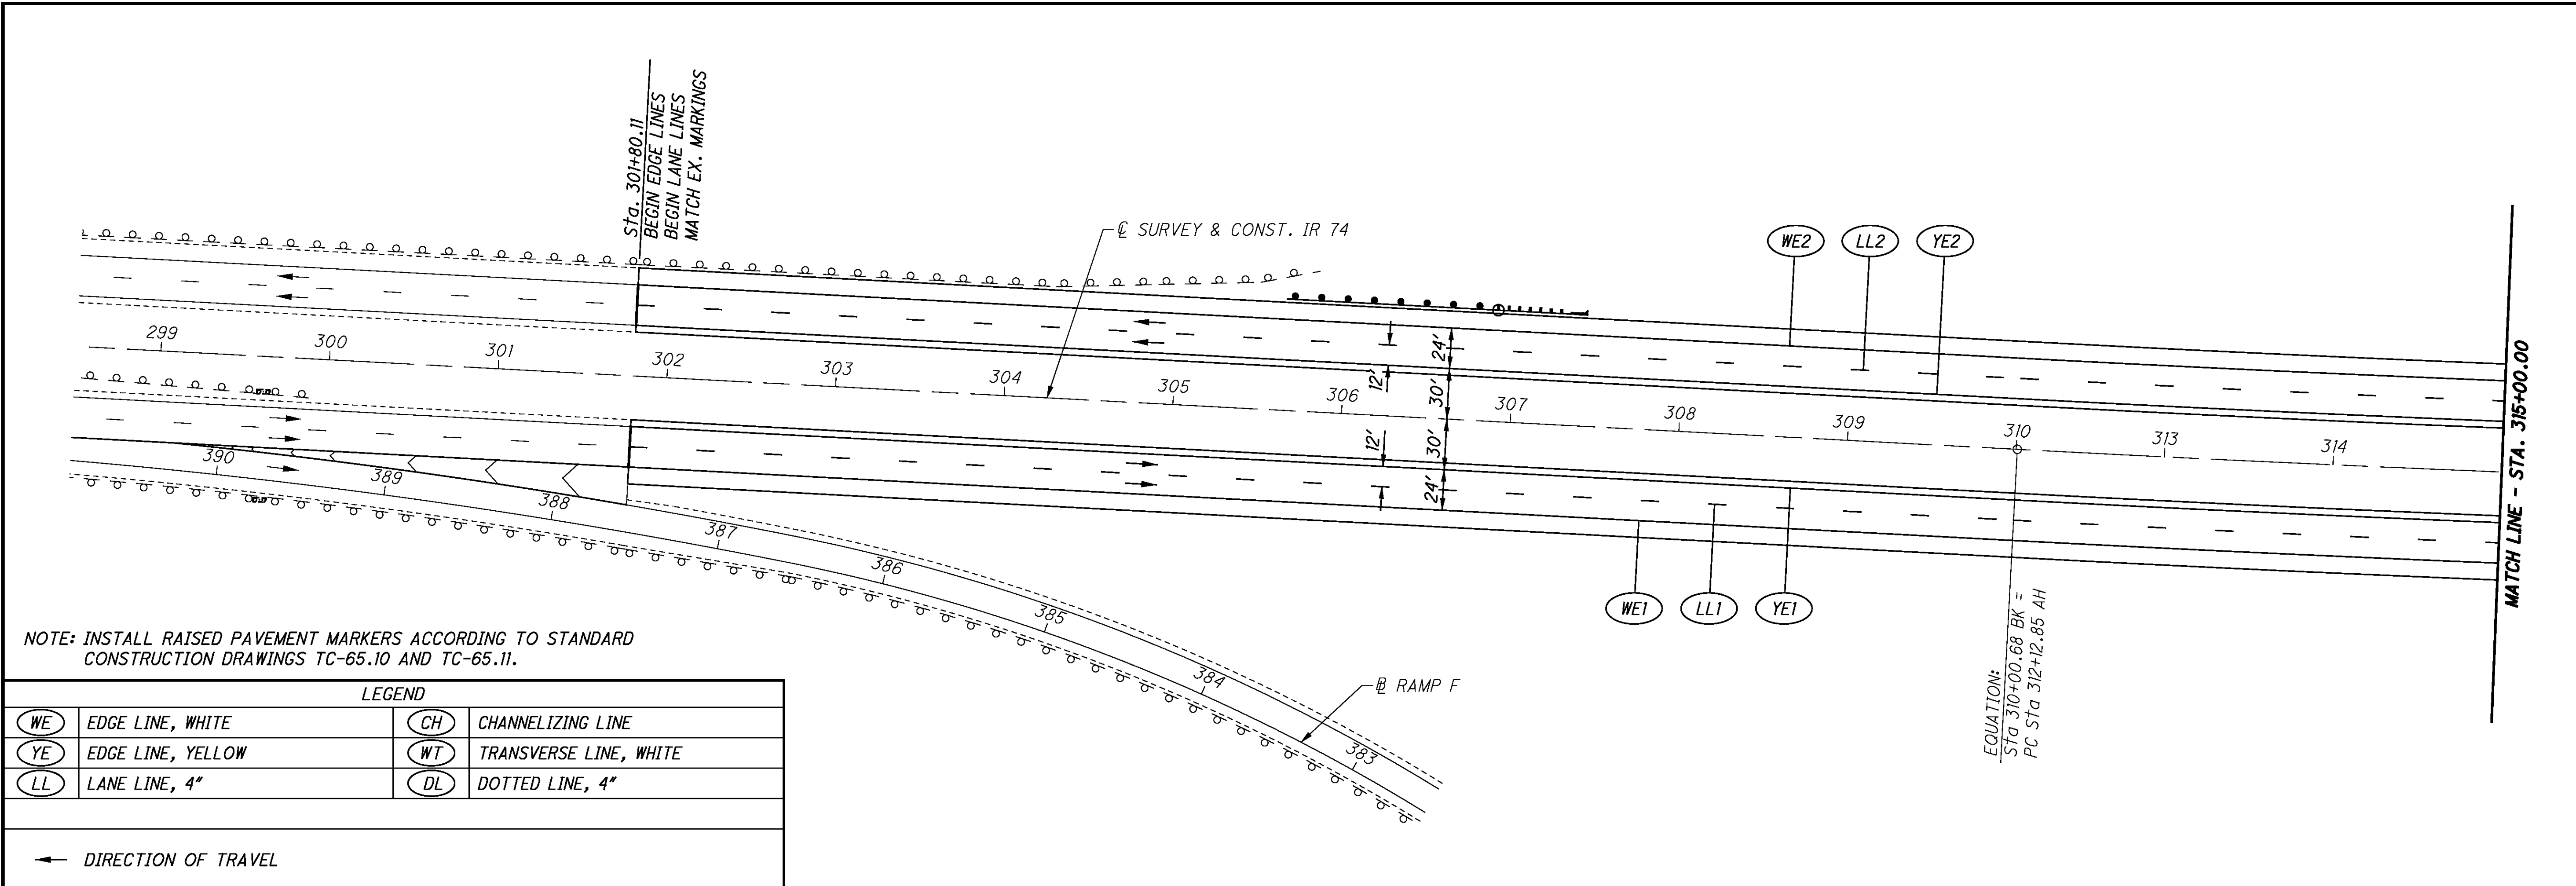 Sta. 301+80.11
BEGIN EDGE LINES
BEGIN LANE LINES
MATCH EX. MARKINGS
℄ SURVEY & CONST. IR 74
WE2
LL2
YE2
299
300
301
302
303
304
305
306
307
308
309
310
313
314
24'
12'
30'
12'
30'
24'
MATCH LINE - STA. 315+00.00
390
389
388
387
386
385
384
383
WE1
LL1
YE1
EQUATION:
Sta 310+00.68 BK =
PC Sta 312+12.85 AH
BL RAMP F
NOTE: INSTALL RAISED PAVEMENT MARKERS ACCORDING TO STANDARD
CONSTRUCTION DRAWINGS TC-65.10 AND TC-65.11.
LEGEND
WE EDGE LINE, WHITE CH CHANNELIZING LINE
YE EDGE LINE, YELLOW WT TRANSVERSE LINE, WHITE
LL LANE LINE, 4" DL DOTTED LINE, 4"
DIRECTION OF TRAVEL